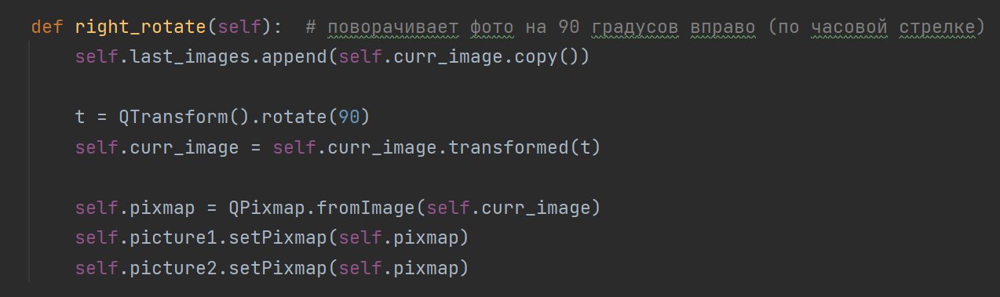 def right_rotate(self):  # поворачивает фото на 90 градусов вправо (по часовой стрелке)
    self.last_images.append(self.curr_image.copy())
    t = QTransform().rotate(90)
    self.curr_image = self.curr_image.transformed(t)
    self.pixmap = QPixmap.fromImage(self.curr_image)
    self.picture1.setPixmap(self.pixmap)
    self.picture2.setPixmap(self.pixmap)